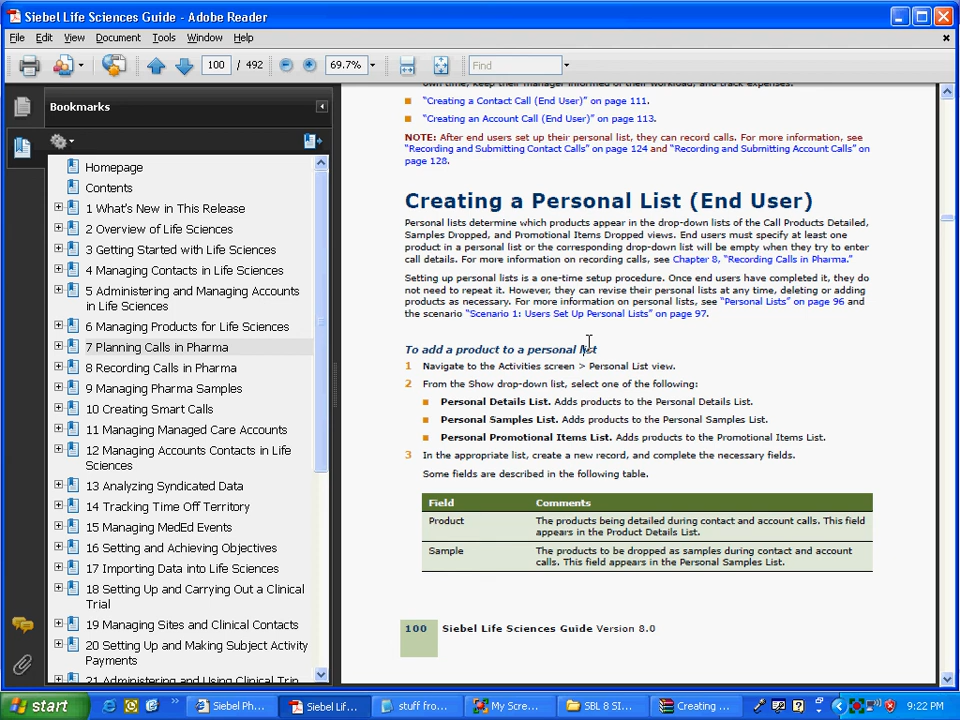 Siebel Life Sciences Guide - Adobe Reader
File Edit View Document Tools Window Help
100 / 492 69.7% Find
Bookmarks
Homepage
Contents
1 What's New in This Release
2 Overview of Life Sciences
3 Getting Started with Life Sciences
4 Managing Contacts in Life Sciences
5 Administering and Managing Accounts
in Life Sciences
6 Managing Products for Life Sciences
7 Planning Calls in Pharma
8 Recording Calls in Pharma
9 Managing Pharma Samples
10 Creating Smart Calls
11 Managing Managed Care Accounts
12 Managing Accounts Contacts in Life
Sciences
13 Analyzing Syndicated Data
14 Tracking Time Off Territory
15 Managing MedEd Events
16 Setting and Achieving Objectives
17 Importing Data into Life Sciences
18 Setting Up and Carrying Out a Clinical
Trial
19 Managing Sites and Clinical Contacts
20 Setting Up and Making Subject Activity
Payments
21 Administering and Using Clinical Trip
own time, keep their manager informed of their workload, and track expenses.
"Creating a Contact Call (End User)" on page 111.
"Creating an Account Call (End User)" on page 113.
NOTE: After end users set up their personal list, they can record calls. For more information, see
"Recording and Submitting Contact Calls" on page 124 and "Recording and Submitting Account Calls" on
page 128.
Creating a Personal List (End User)
Personal lists determine which products appear in the drop-down lists of the Call Products Detailed,
Samples Dropped, and Promotional Items Dropped views. End users must specify at least one
product in a personal list or the corresponding drop-down list will be empty when they try to enter
call details. For more information on recording calls, see Chapter 8, "Recording Calls in Pharma."
Setting up personal lists is a one-time setup procedure. Once end users have completed it, they do
not need to repeat it. However, they can revise their personal lists at any time, deleting or adding
products as necessary. For more information on personal lists, see "Personal Lists" on page 96 and
the scenario "Scenario 1: Users Set Up Personal Lists" on page 97.
To add a product to a personal list
1 Navigate to the Activities screen > Personal List view.
2 From the Show drop-down list, select one of the following:
Personal Details List. Adds products to the Personal Details List.
Personal Samples List. Adds products to the Personal Samples List.
Personal Promotional Items List. Adds products to the Promotional Items List.
3 In the appropriate list, create a new record, and complete the necessary fields.
Some fields are described in the following table.
Field Comments
Product The products being detailed during contact and account calls. This field
appears in the Product Details List.
Sample The products to be dropped as samples during contact and account
calls. This field appears in the Personal Samples List.
100 Siebel Life Sciences Guide Version 8.0
start Siebel Ph... Siebel Lif... stuff fro... My Scre... SBL 8 SI... Creating ... 9:22 PM